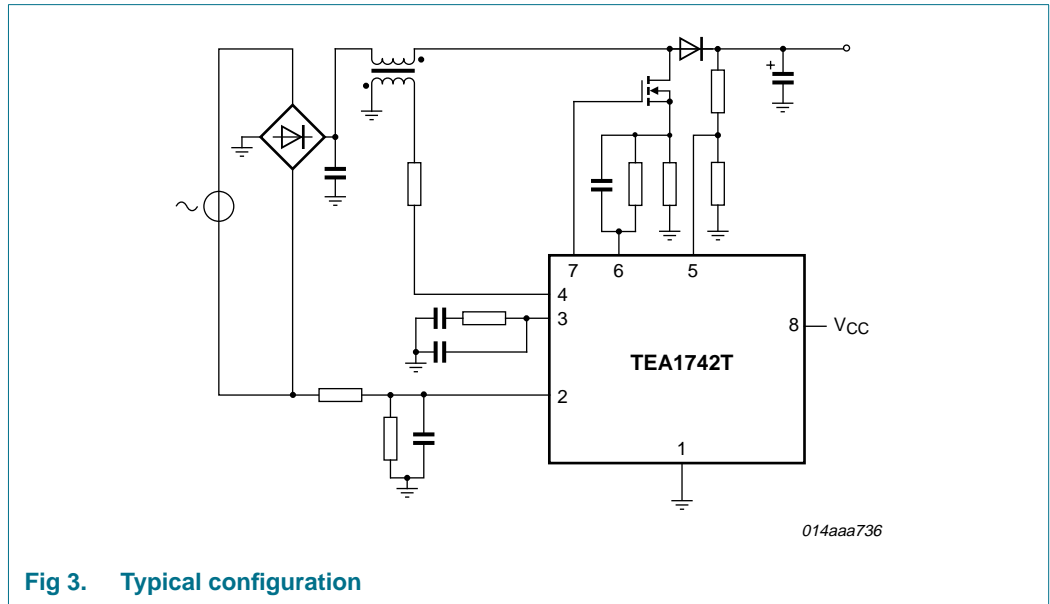 +
7 6 5
4
3
8 VCC
TEA1742T
2
1
014aaa736
Fig 3. Typical configuration